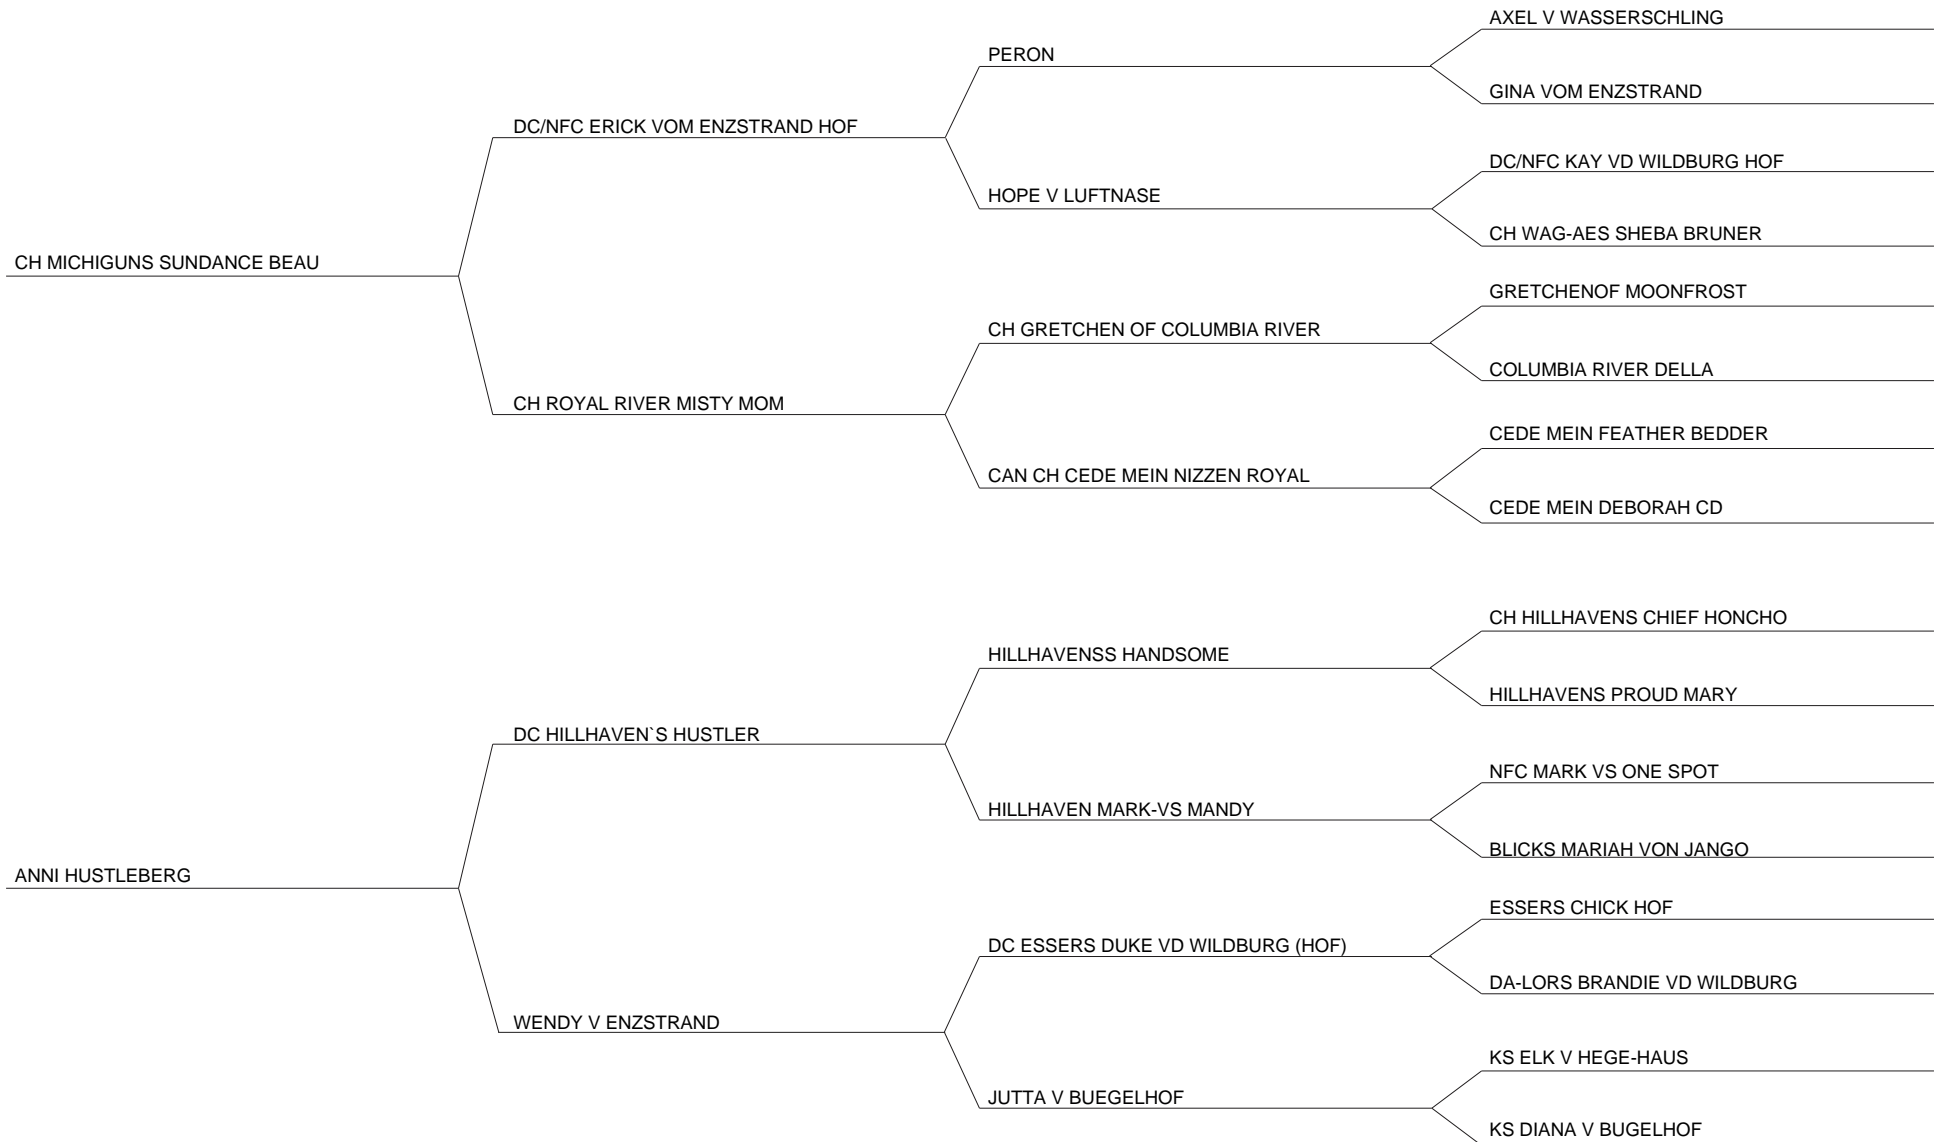 AXEL V WASSERSCHLING
PERON
GINA VOM ENZSTRAND
DC/NFC ERICK VOM ENZSTRAND HOF
DC/NFC KAY VD WILDBURG HOF
HOPE V LUFTNASE
CH WAG-AES SHEBA BRUNER
CH MICHIGUNS SUNDANCE BEAU
GRETCHENOF MOONFROST
CH GRETCHEN OF COLUMBIA RIVER
COLUMBIA RIVER DELLA
CH ROYAL RIVER MISTY MOM
CEDE MEIN FEATHER BEDDER
CAN CH CEDE MEIN NIZZEN ROYAL
CEDE MEIN DEBORAH CD
CH HILLHAVENS CHIEF HONCHO
HILLHAVENSS HANDSOME
HILLHAVENS PROUD MARY
DC HILLHAVEN`S HUSTLER
NFC MARK VS ONE SPOT
HILLHAVEN MARK-VS MANDY
BLICKS MARIAH VON JANGO
ANNI HUSTLEBERG
ESSERS CHICK HOF
DC ESSERS DUKE VD WILDBURG (HOF)
DA-LORS BRANDIE VD WILDBURG
WENDY V ENZSTRAND
KS ELK V HEGE-HAUS
JUTTA V BUEGELHOF
KS DIANA V BUGELHOF